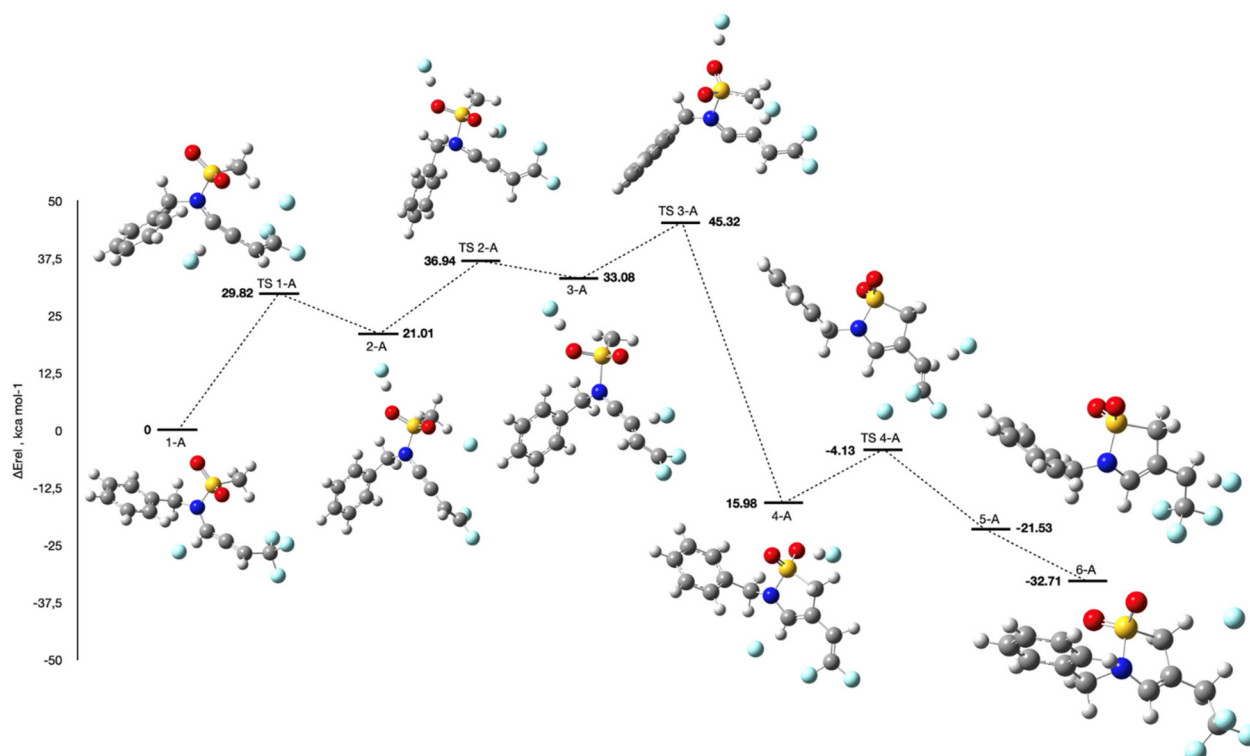 ΔErel , kca mol-1
50
37,5
25
12,5
0
-12,5
-25
-37,5
-50
0
1-A
TS 1-A
29.82
21.01
2-A
TS 2-A
36.94
33.08
3-A
TS 3-A
45.32
15.98
4-A
TS 4-A
-4.13
5-A
-21.53
6-A
-32.71